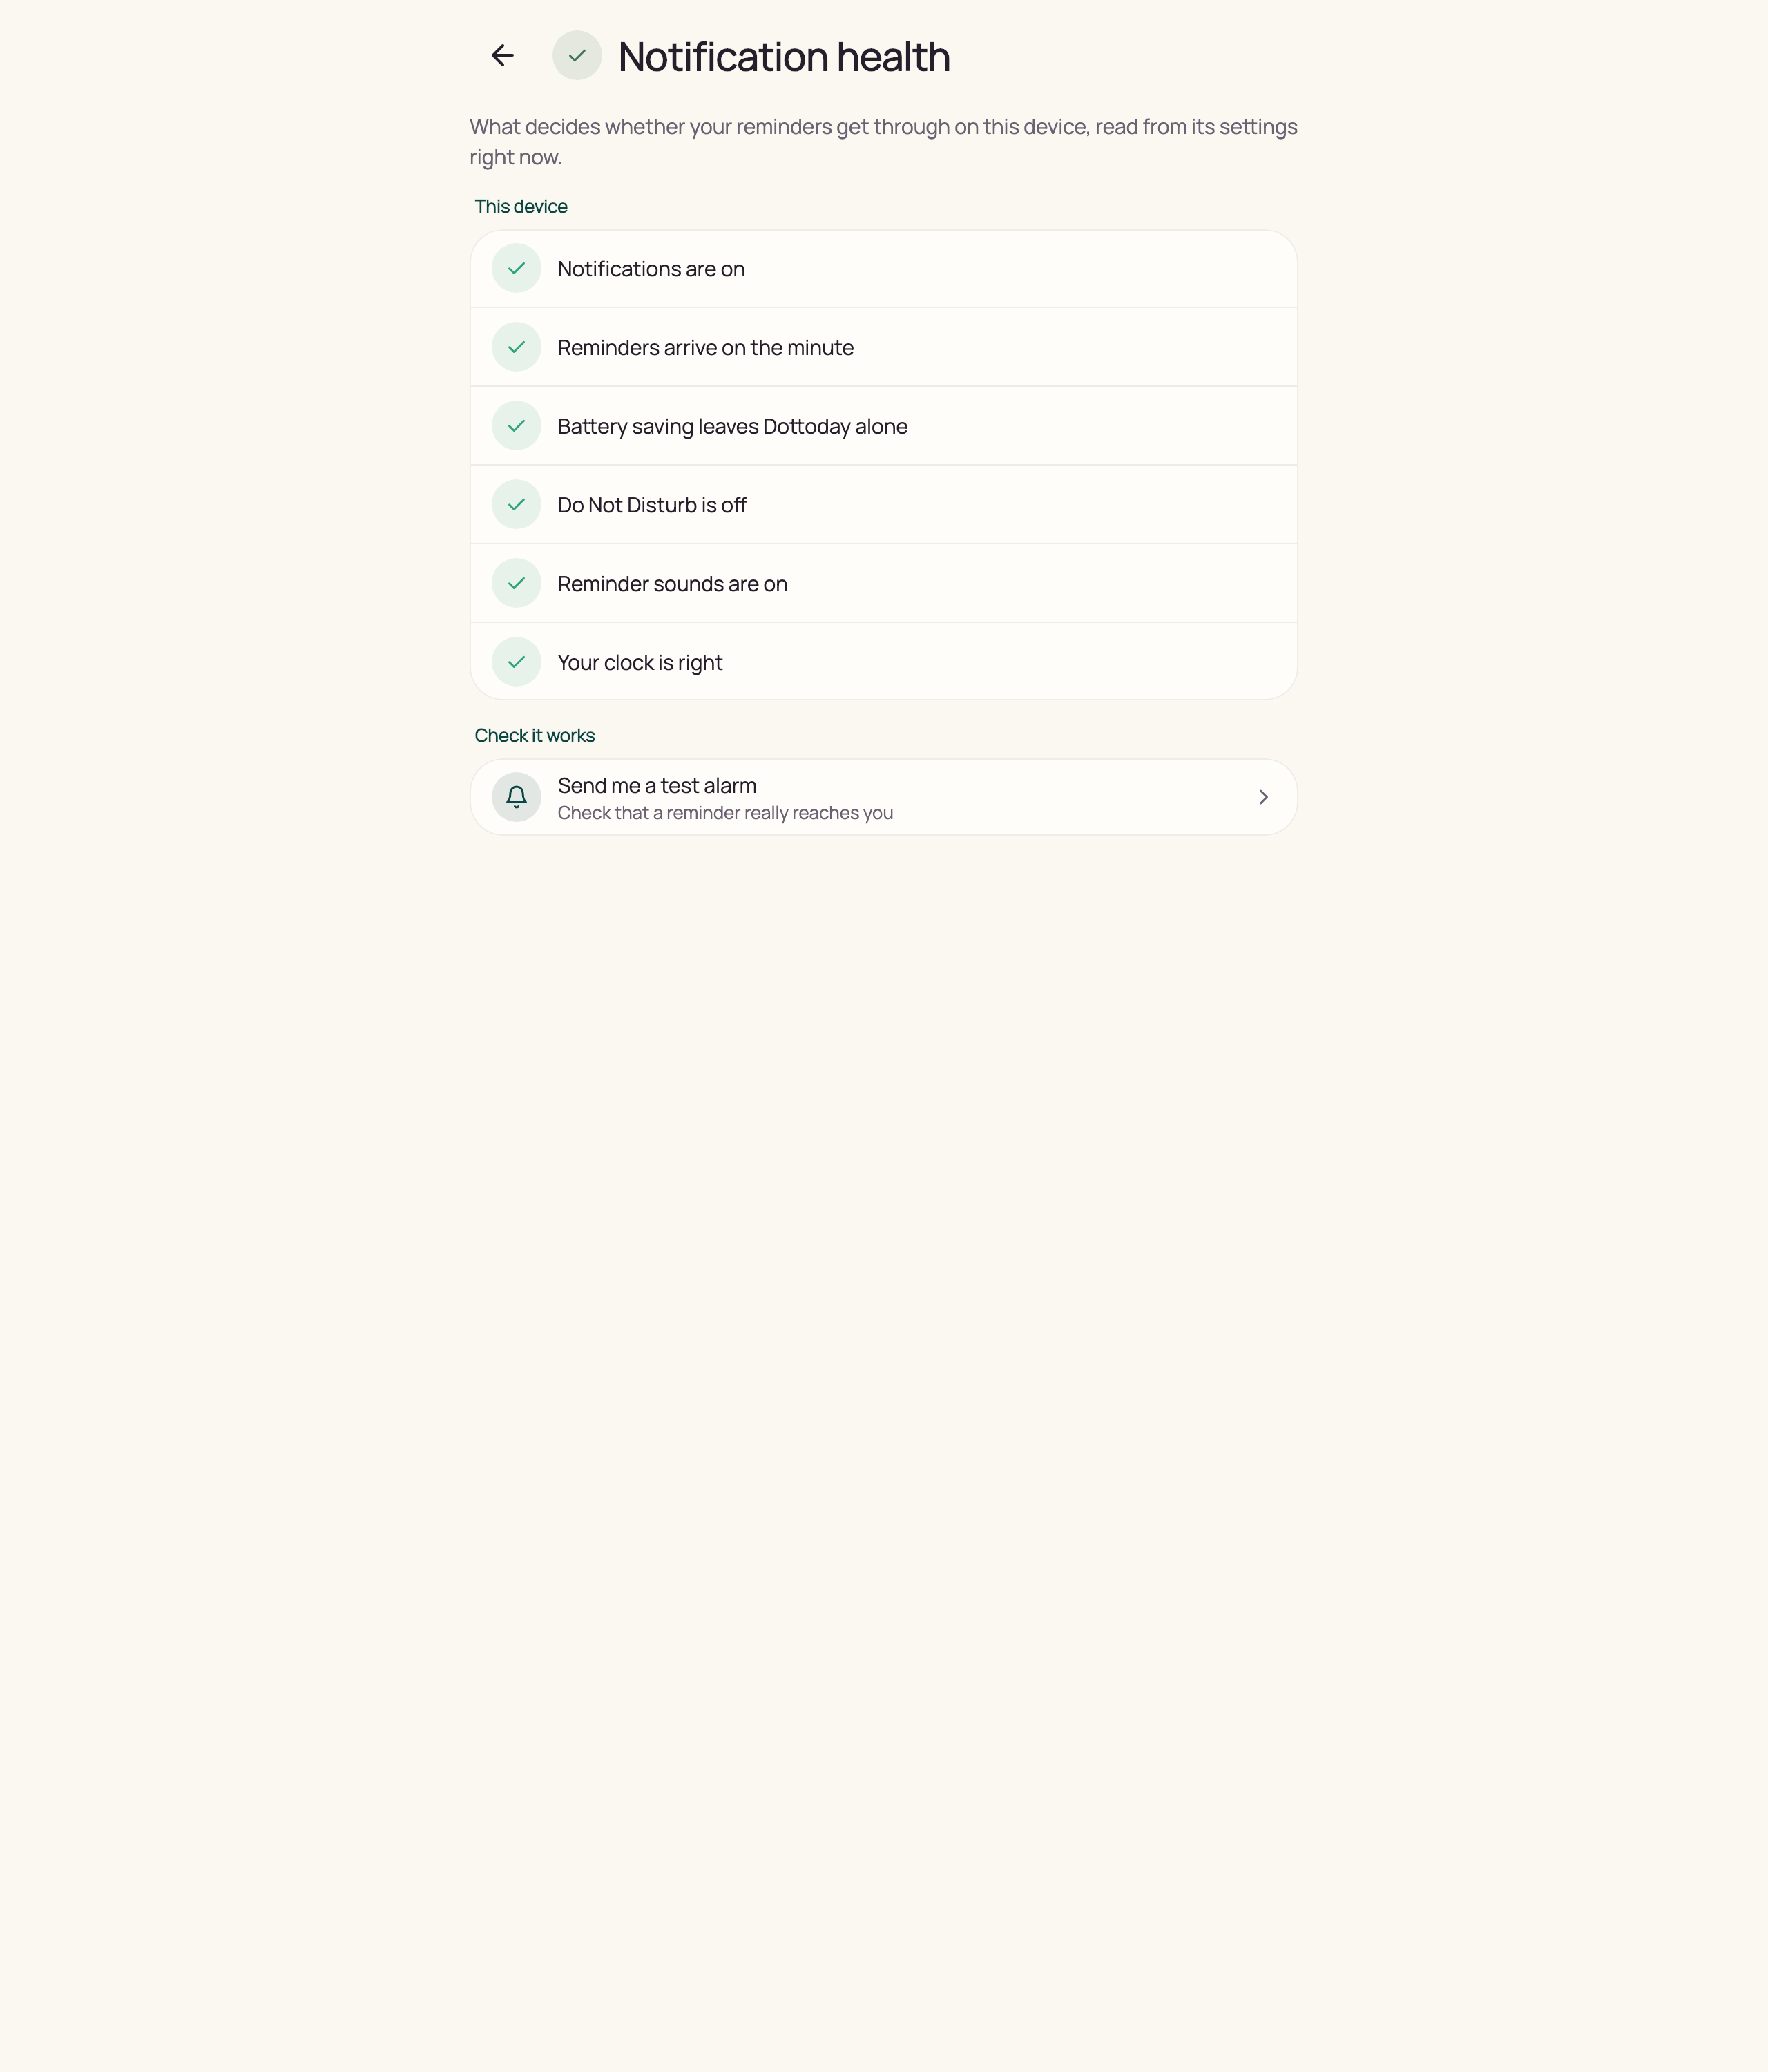 Notification health
What decides whether your reminders get through on this device, read from its settings
right now.
This device
Notifications are on
Reminders arrive on the minute
Battery saving leaves Dottoday alone
Do Not Disturb is off
Reminder sounds are on
Your clock is right
Check it works
Send me a test alarm
Check that a reminder really reaches you